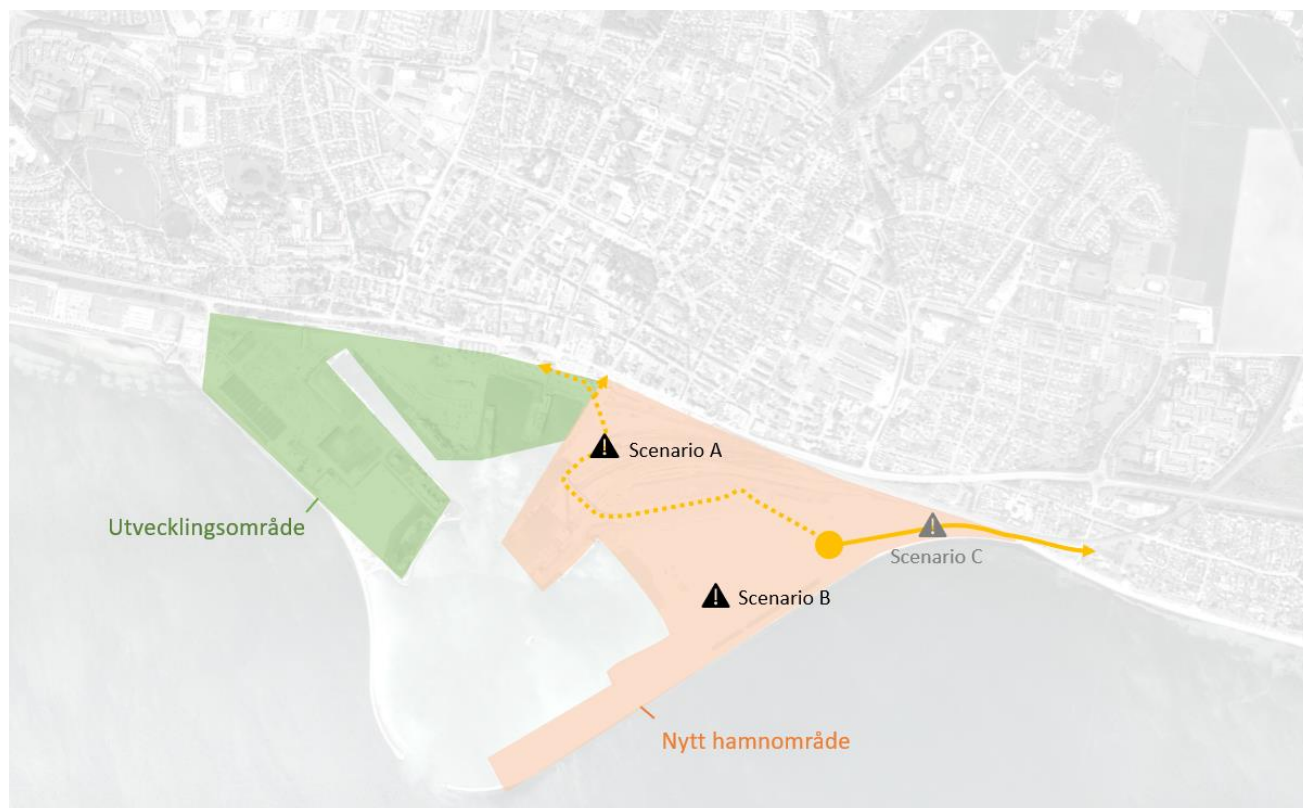 Scenario A
Utvecklingsområde
Scenario C
Scenario B
Nytt hamnområde